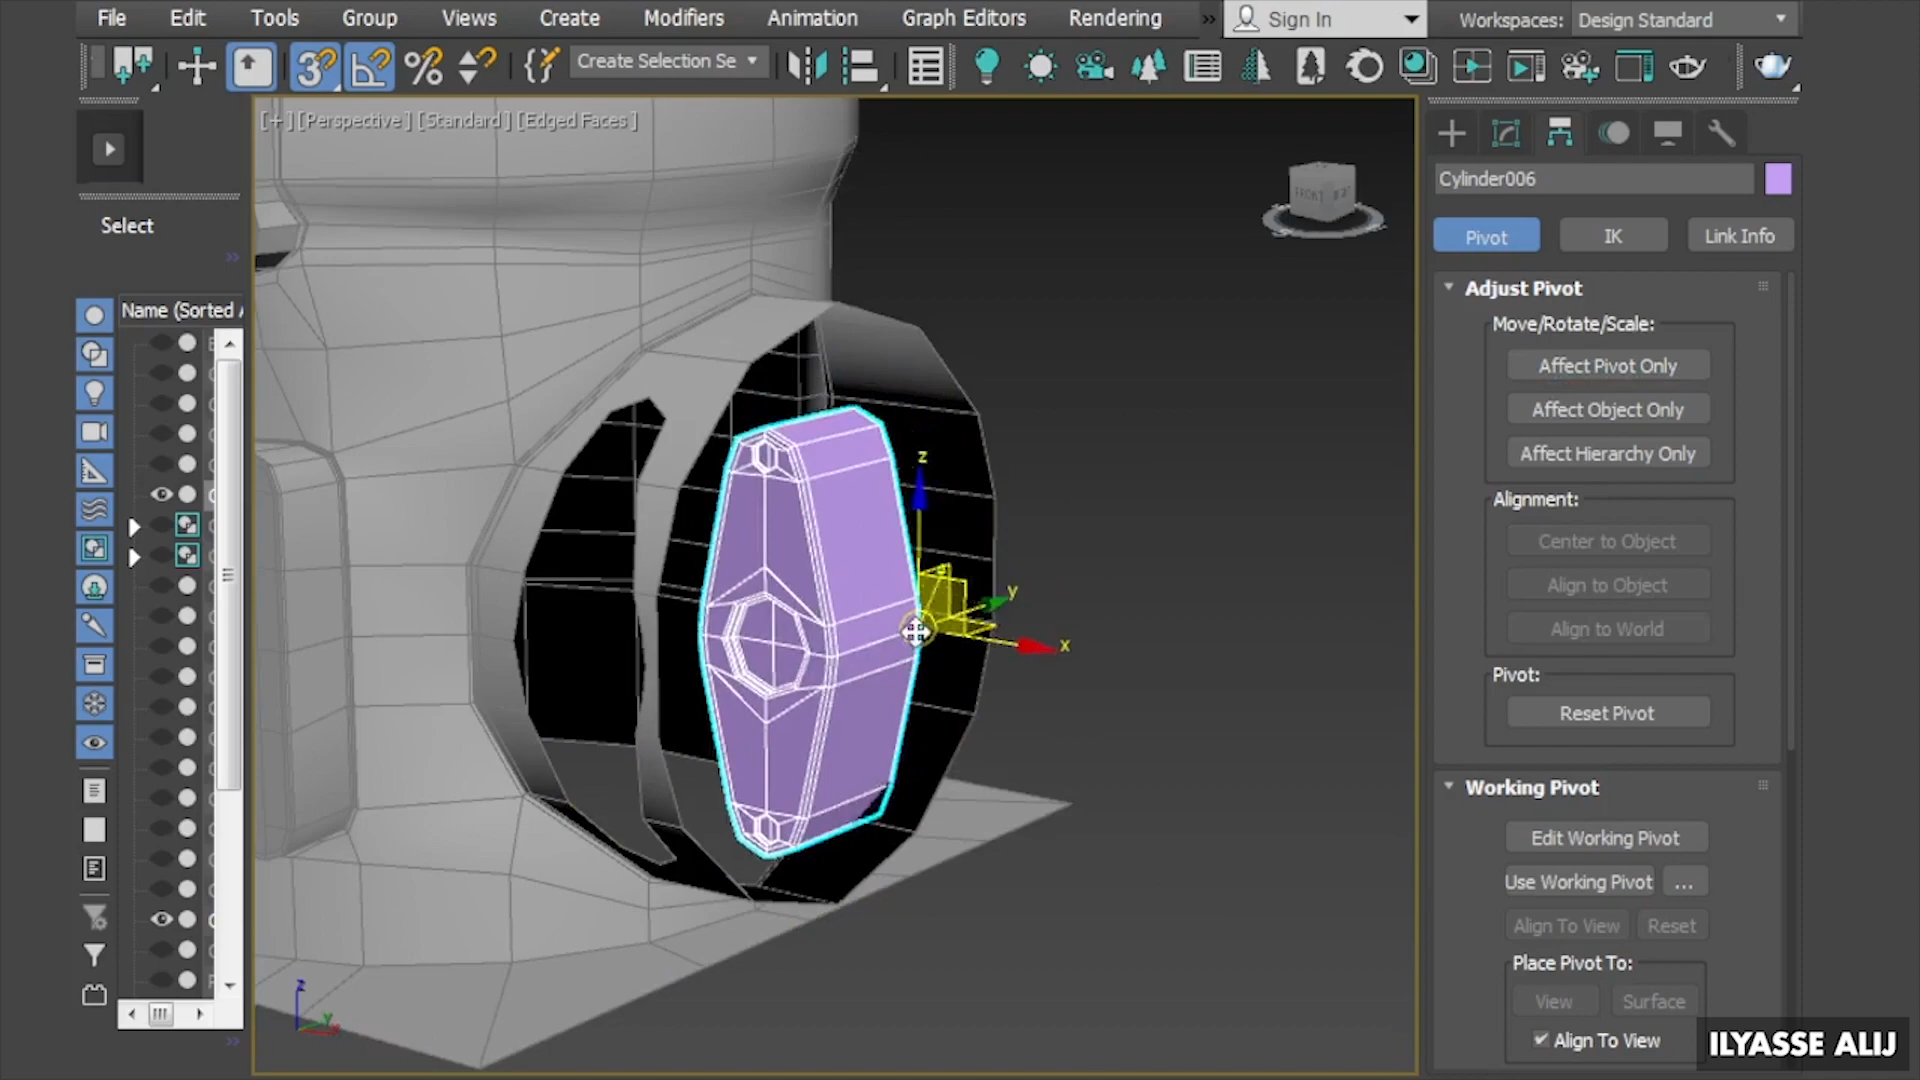 File Edit Tools Group Views Create Modifiers Animation Graph Editors Rendering » Sign In Workspaces: Design Standard
Create Selection Se
[+][Perspective][Standard][Edged Faces]
Select
Name (Sorted A
FRONT
z
y
x
z
y
x
Cylinder006
Pivot IK Link Info
Adjust Pivot
Move/Rotate/Scale:
Affect Pivot Only
Affect Object Only
Affect Hierarchy Only
Alignment:
Center to Object
Align to Object
Align to World
Pivot:
Reset Pivot
Working Pivot
Edit Working Pivot
Use Working Pivot ...
Align To View Reset
Place Pivot To:
View Surface
Align To View
ILYASSE ALIJ